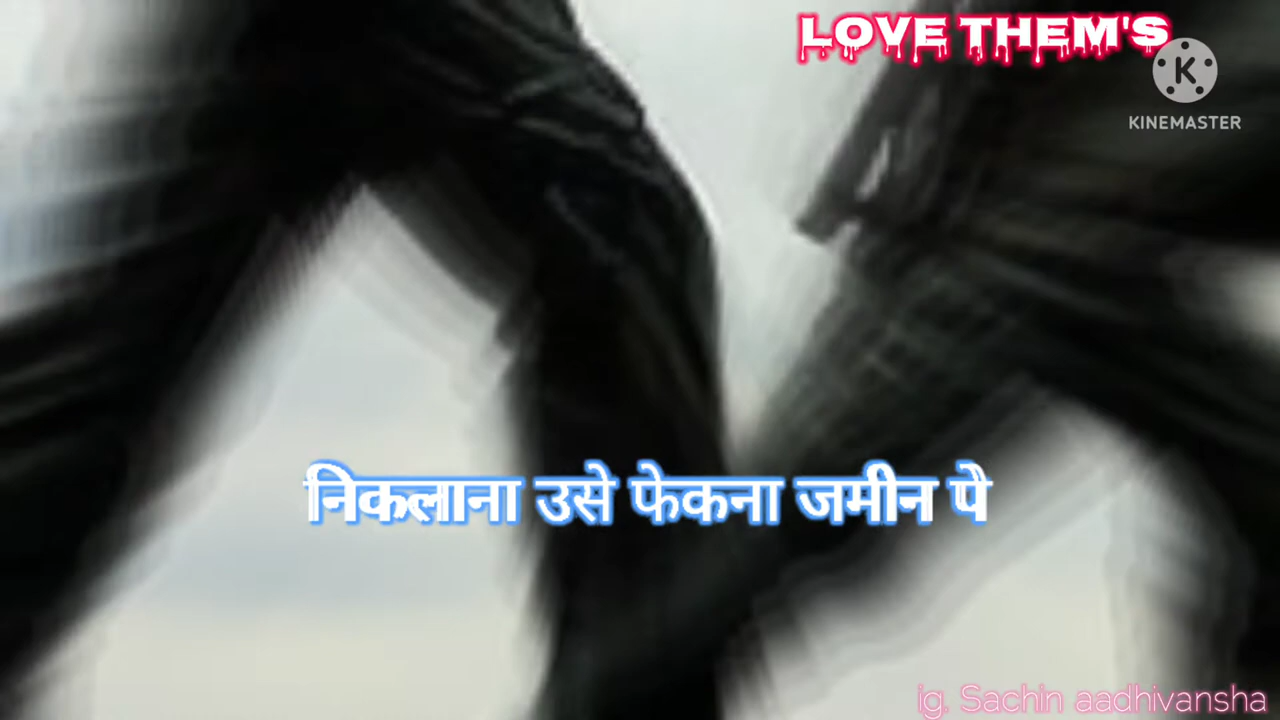 LOVE THEM'S
KINEMASTER
निकलाना उसे फेकना जमीन पे
ig. Sachin aadhivansha